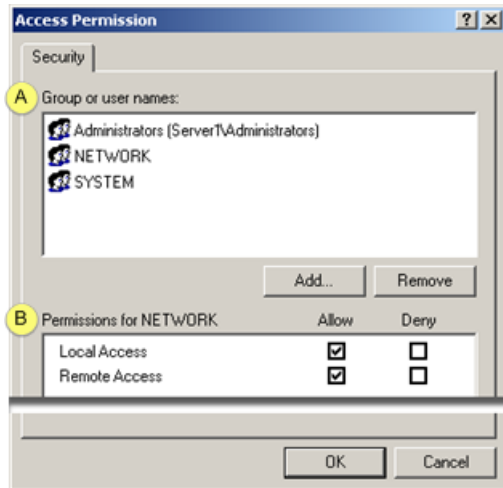 Access Permission
Security
A Group or user names:
Administrators (Server1\Administrators)
NETWORK
SYSTEM
Add... Remove
B Permissions for NETWORK Allow Deny
Local Access
Remote Access
OK Cancel